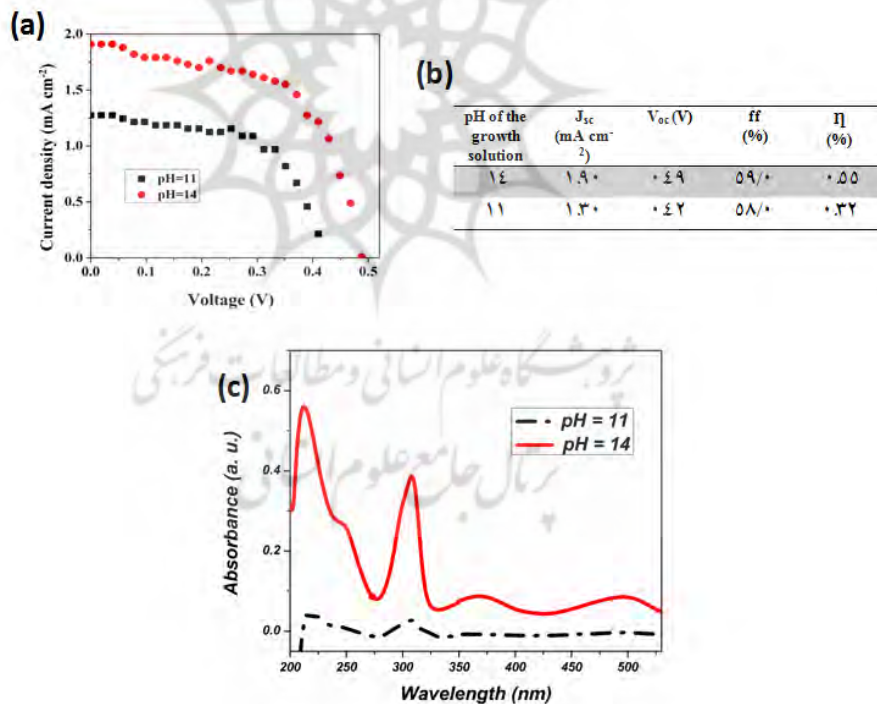 (a)
2.0
1.5
1.0
0.5
0.0
Current density (mA cm⁻²)
pH=11
pH=14
0.0 0.1 0.2 0.3 0.4 0.5
Voltage (V)
(b)
pH of the growth solution
Jsc (mA cm-2)
Voc (V)
ff (%)
η (%)
١٤ ١.٩٠ ٠.٤٩ ٥٩/٠ ٠.٥٥
١١ ١.٣٠ ٠.٤٢ ٥٨/٠ ٠.٣٢
پژوهشگاه علوم انسانی و مطالعات فرهنگی
پرتال جامع علوم انسانی
(c)
0.6
0.4
0.2
0.0
Absorbance (a. u.)
pH = 11
pH = 14
200 250 300 350 400 450 500
Wavelength (nm)